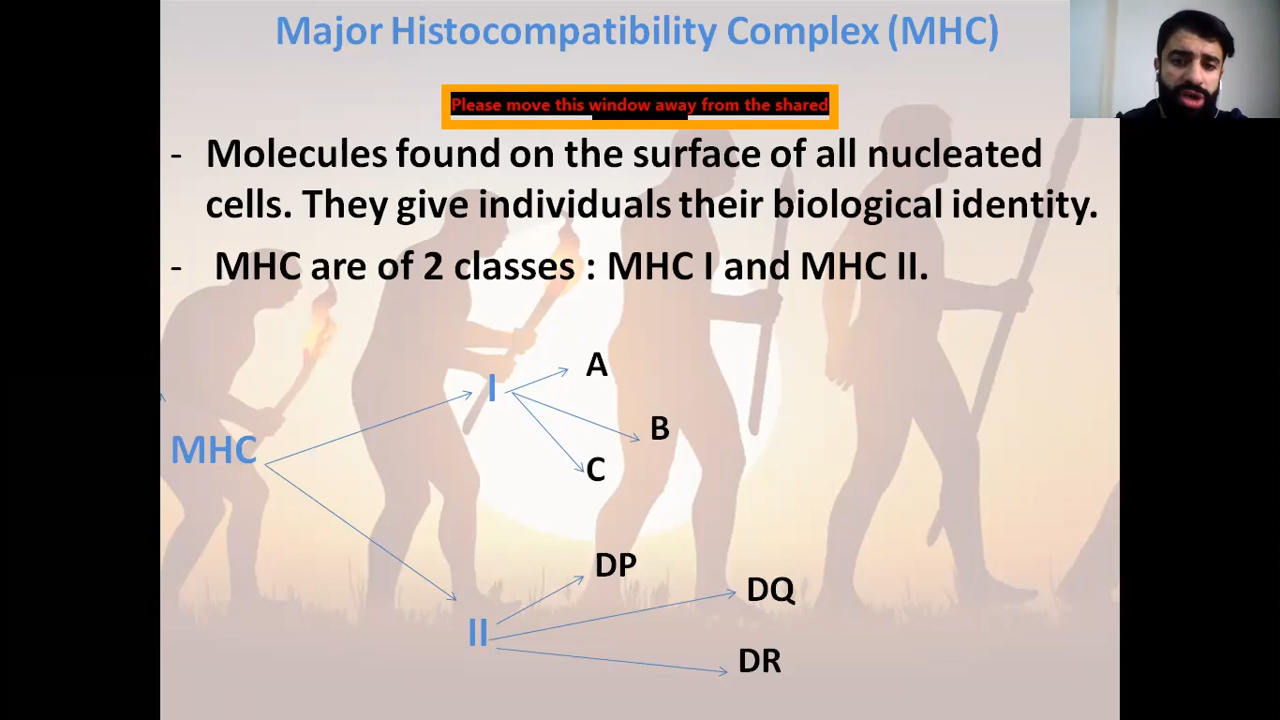 Major Histocompatibility Complex (MHC)
Please move this window away from the shared
- Molecules found on the surface of all nucleated
cells. They give individuals their biological identity.
- MHC are of 2 classes : MHC I and MHC II.
A
I
B
MHC
C
DP
DQ
II
DR